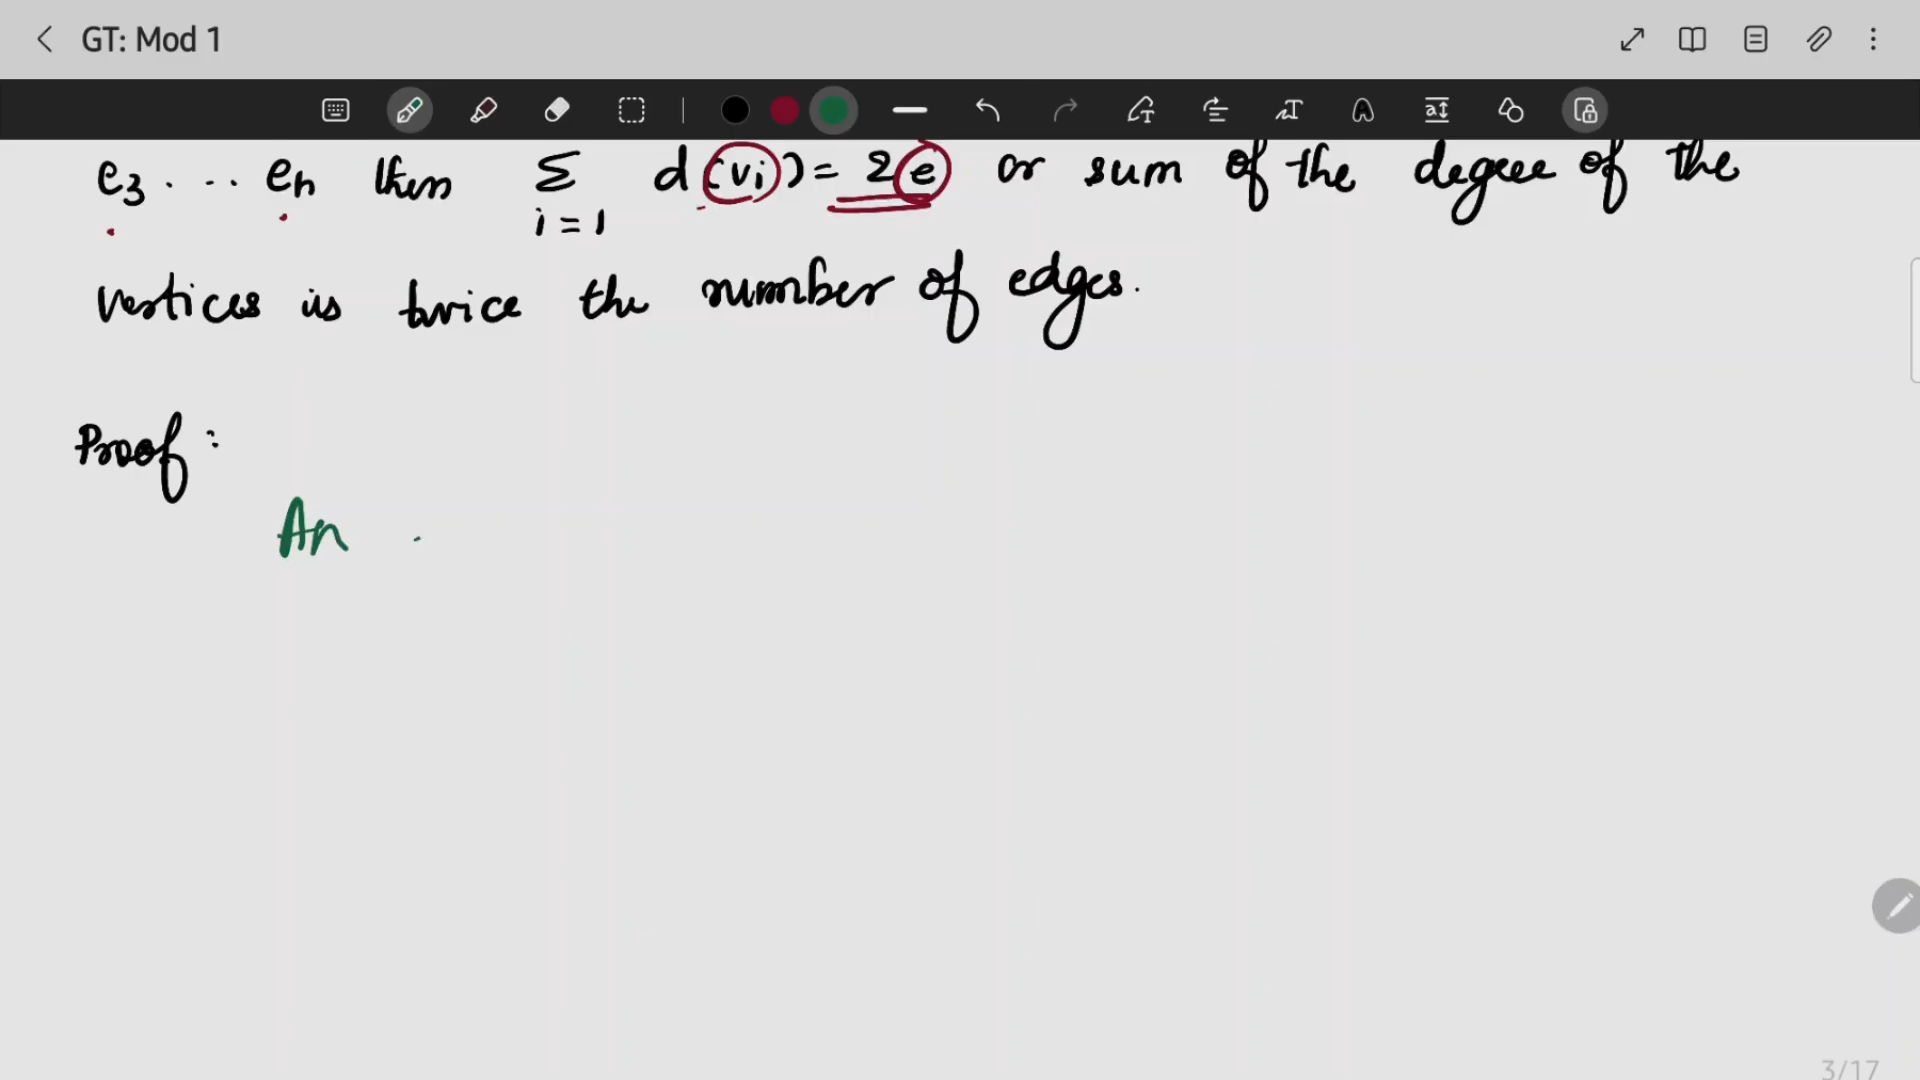 GT: Mod 1
e3 . ... en then Σ d(vi) = 2e or sum of the degree of the
i = 1
vertices is twice the number of edges.
Proof:
An
3/17